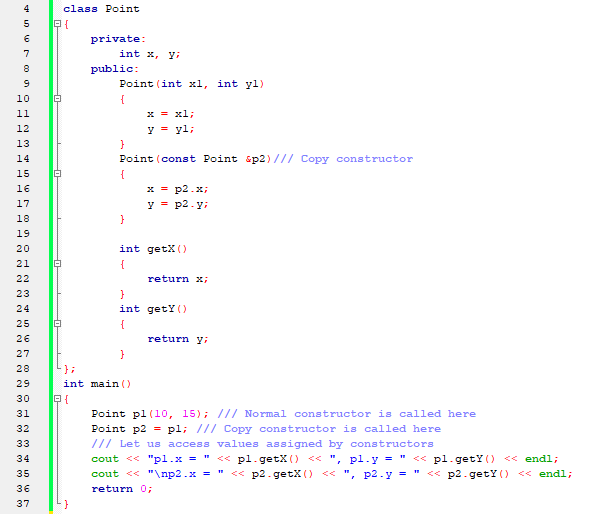 4 class Point
5 {
6 private:
7 int x, y;
8 public:
9 Point(int x1, int y1)
10 {
11 x = x1;
12 y = y1;
13 }
14 Point(const Point &p2)/// Copy constructor
15 {
16 x = p2.x;
17 y = p2.y;
18 }
19
20 int getX()
21 {
22 return x;
23 }
24 int getY()
25 {
26 return y;
27 }
28 };
29 int main()
30 {
31 Point p1(10, 15); /// Normal constructor is called here
32 Point p2 = p1; /// Copy constructor is called here
33 /// Let us access values assigned by constructors
34 cout << "p1.x = " << p1.getX() << ", p1.y = " << p1.getY() << endl;
35 cout << "\np2.x = " << p2.getX() << ", p2.y = " << p2.getY() << endl;
36 return 0;
37 }